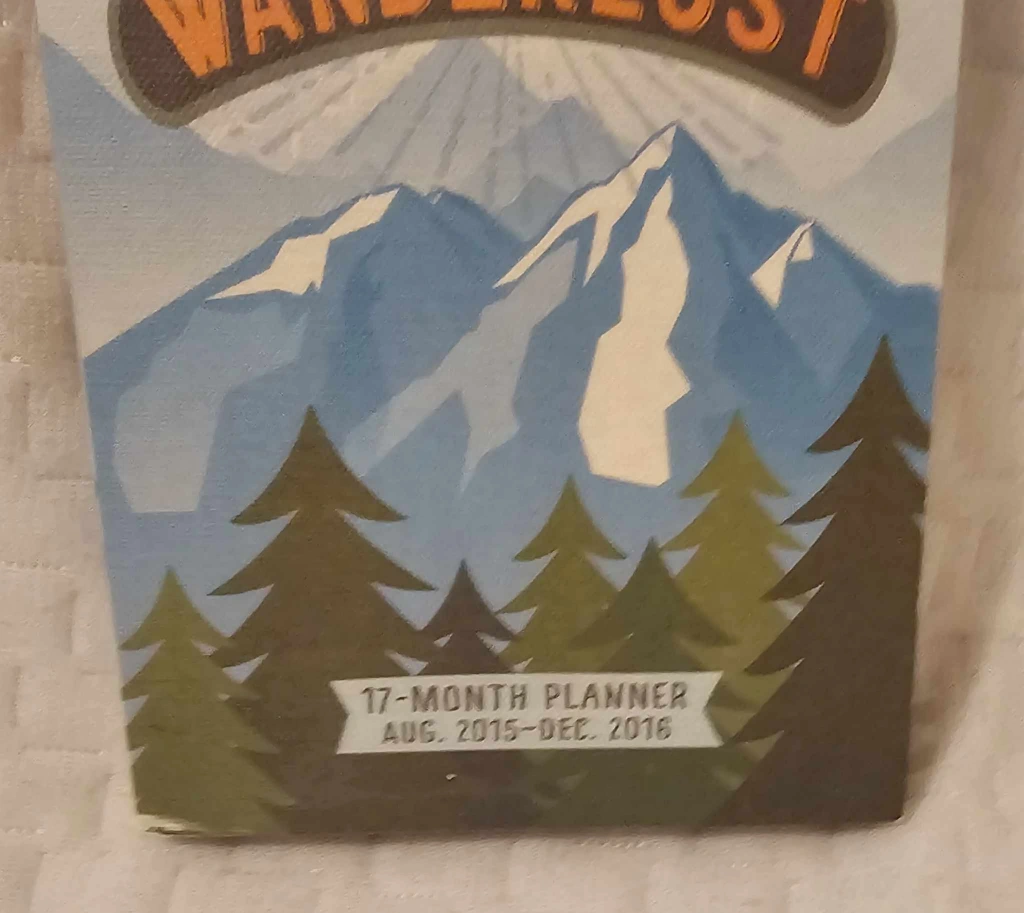 WANDERLUST
17-MONTH PLANNER
AUG. 2015-DEC. 2016